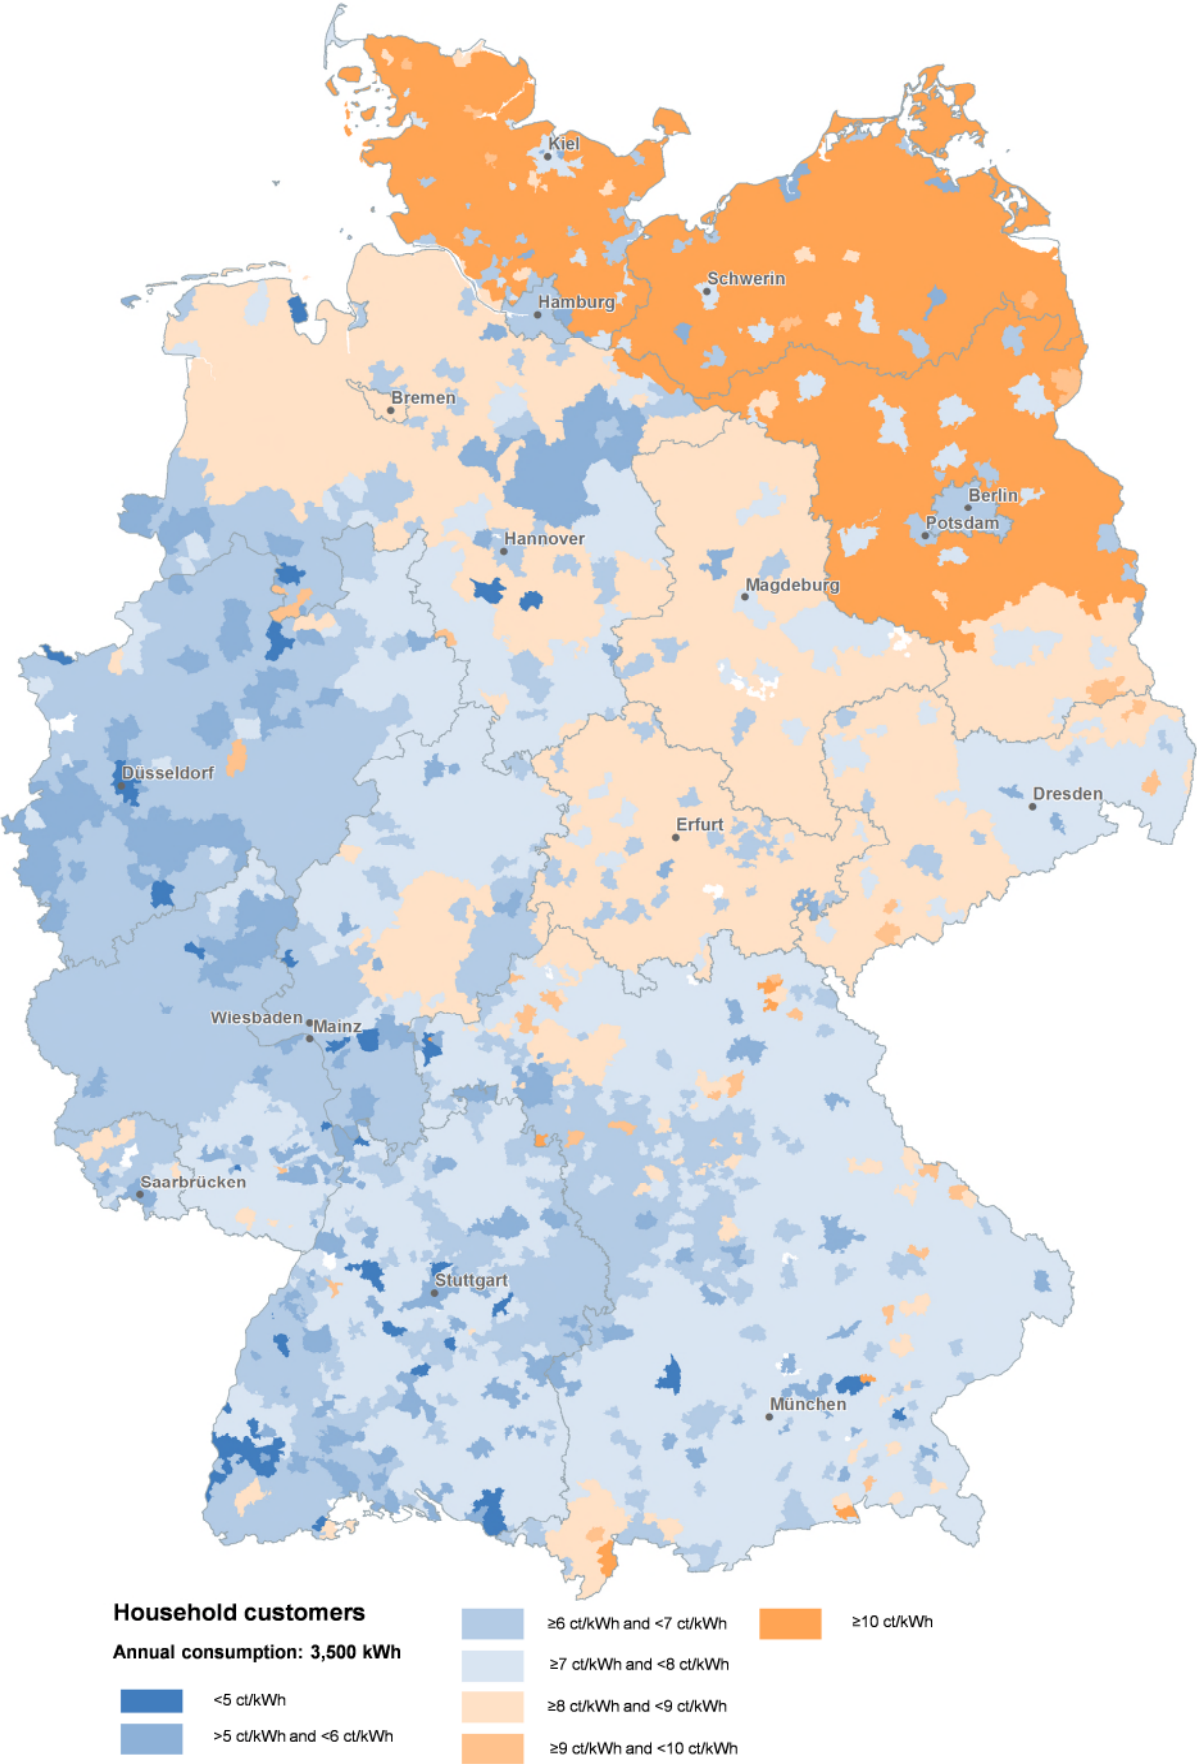 Kiel
Schwerin
Hamburg
Bremen
Berlin
Potsdam
Hannover
Magdeburg
Düsseldorf
Dresden
Erfurt
Wiesbaden
Mainz
Saarbrücken
Stuttgart
München
Household customers
Annual consumption: 3,500 kWh
<5 ct/kWh
>5 ct/kWh and <6 ct/kWh
≥6 ct/kWh and <7 ct/kWh
≥7 ct/kWh and <8 ct/kWh
≥8 ct/kWh and <9 ct/kWh
≥9 ct/kWh and <10 ct/kWh
≥10 ct/kWh